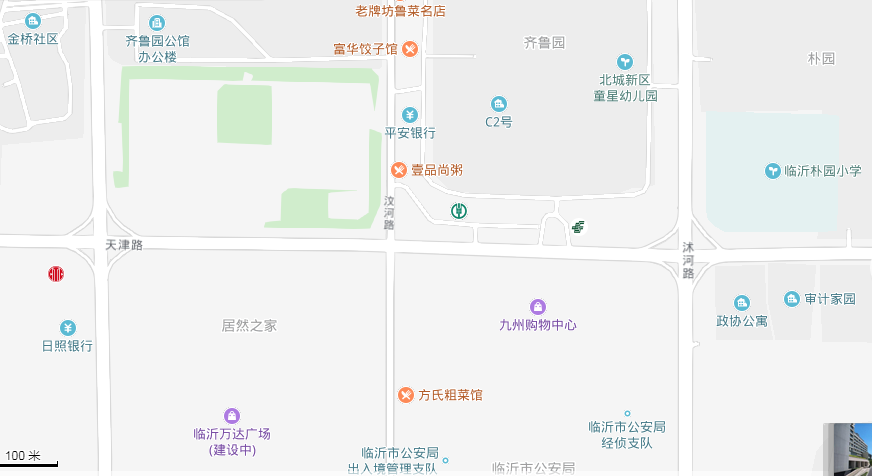 老牌坊鲁菜名店
金桥社区
齐鲁园公馆
办公楼
富华饺子馆
齐鲁园
朴园
北城新区
童星幼儿园
C2号
平安银行
壹品尚粥
临沂朴园小学
汶河路
天津路
沭河路
政协公寓
审计家园
九州购物中心
居然之家
日照银行
方氏粗菜馆
临沂万达广场
(建设中)
临沂市公安局
经侦支队
临沂市公安局
出入境管理支队
临沂市公安局
100 米